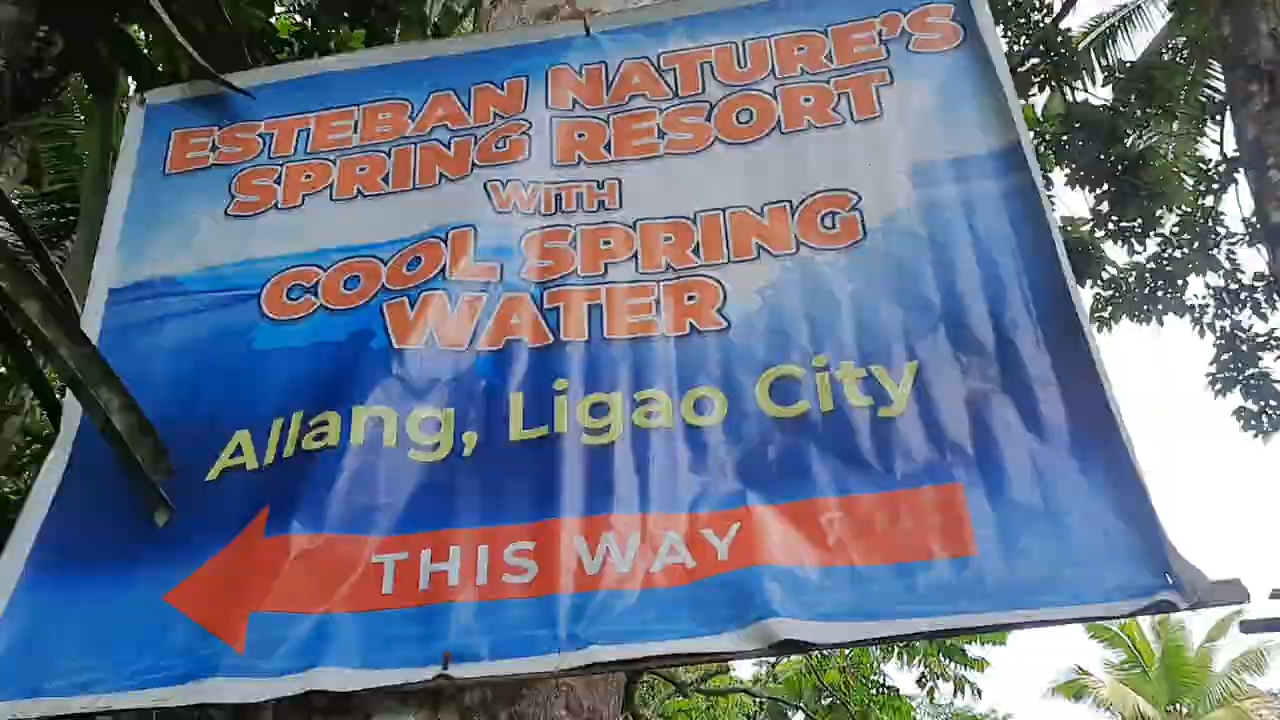 ESTEBAN NATURE'S
SPRING RESORT
WITH
COOL SPRING
WATER
Allang, Ligao City
THIS WAY